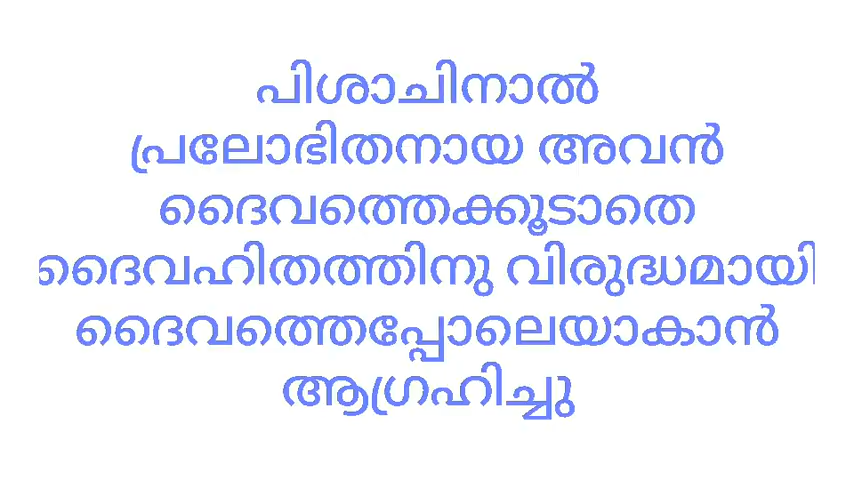 പിശാചിനാൽ
പ്രലോഭിതനായ അവൻ
ദൈവത്തെക്കൂടാതെ
ദൈവഹിതത്തിനു വിരുദ്ധമായി
ദൈവത്തെപ്പോലെയാകാൻ
ആഗ്രഹിച്ചു